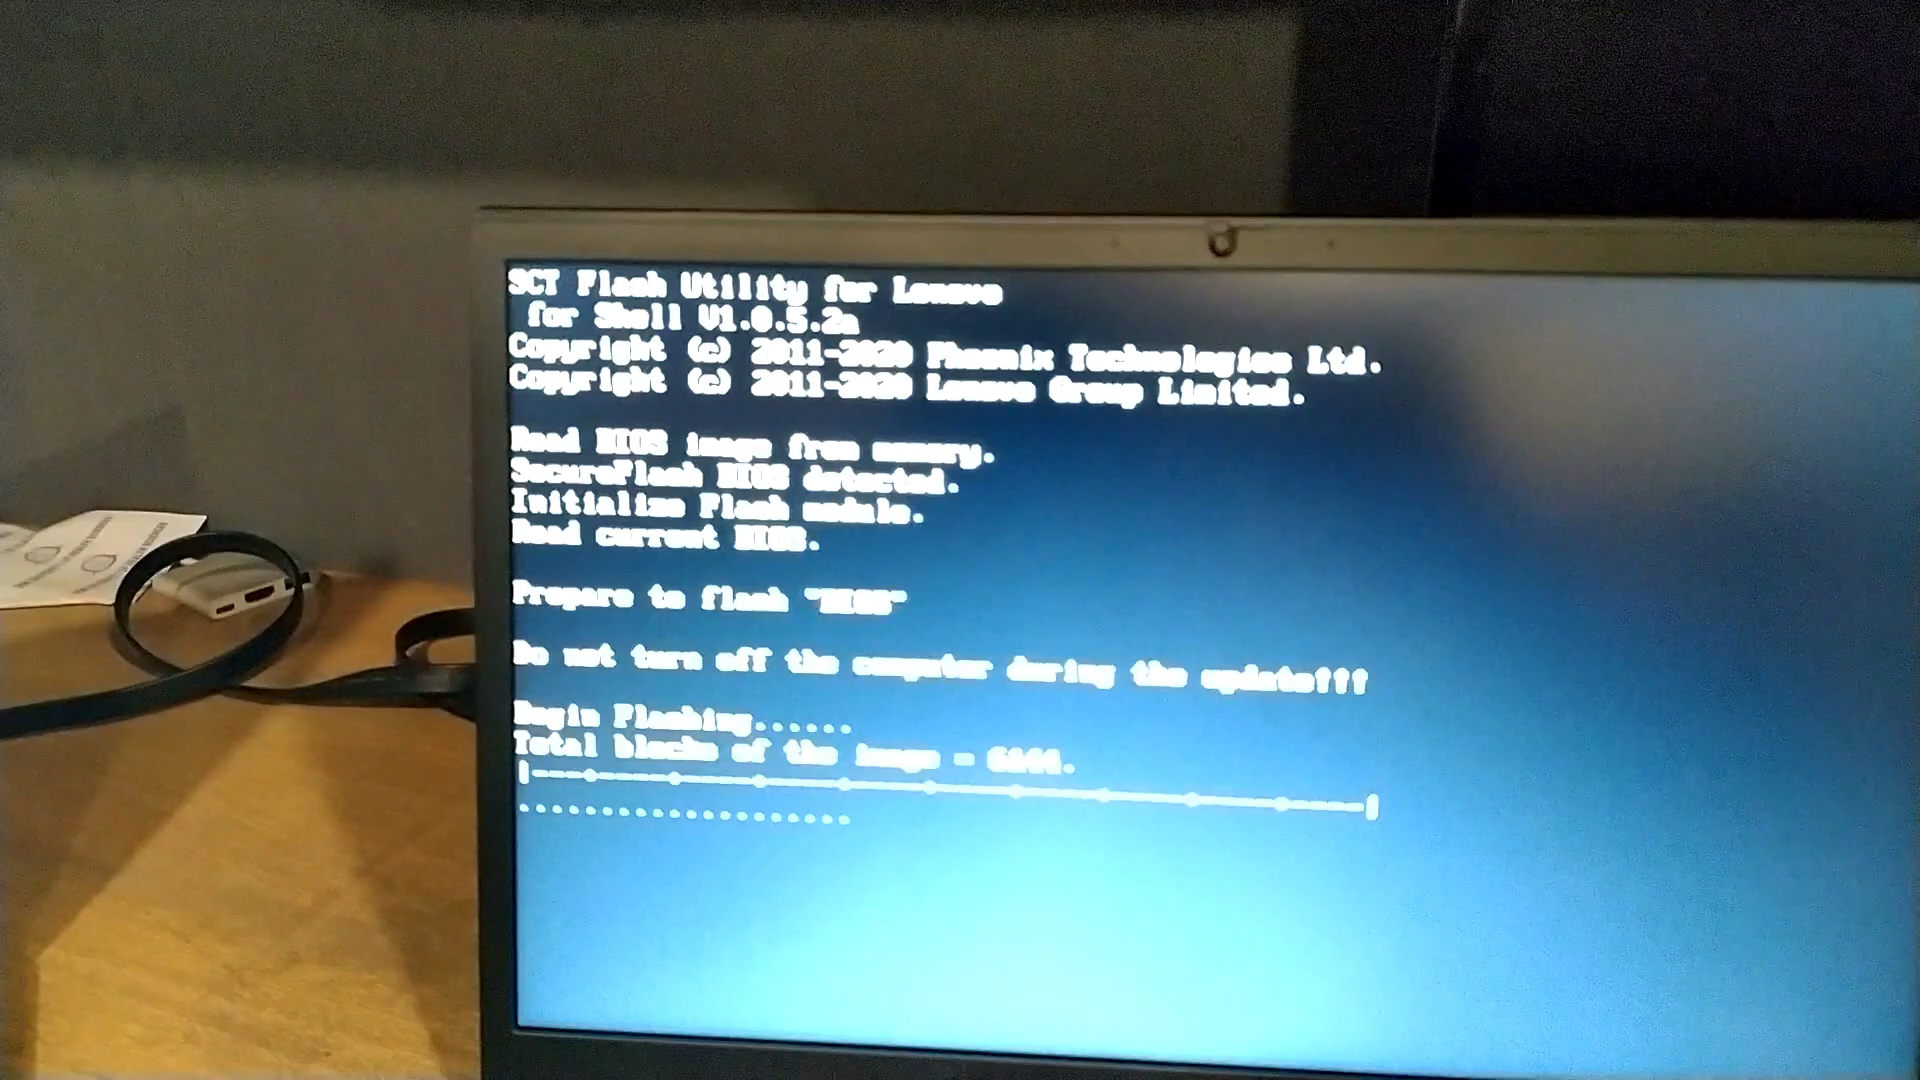 SCT Flash Utility for Lenovo
for Shell V1.0.5.2a
Copyright (c) 2011-2020 Phoenix Technologies Ltd.
Copyright (c) 2011-2020 Lenovo Group Limited.
Read BIOS image from memory.
SecureFlash BIOS detected.
Initialize Flash module.
Read current BIOS.
Prepare to flash "BIOS"
Do not turn off the computer during the update!!!
Begin Flashing......
Total blocks of the image =
|----+----+----+----+----+----+----+----+----+----|
...................